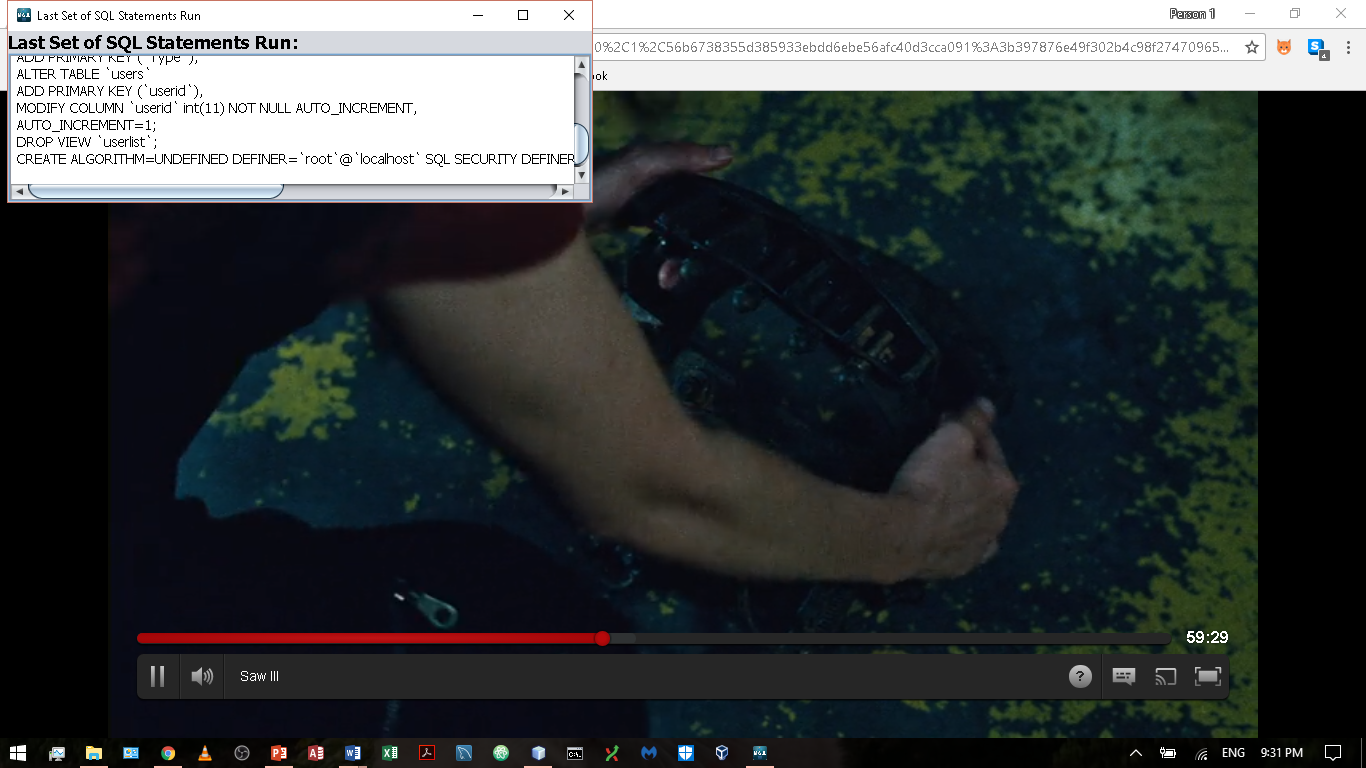 Last Set of SQL Statements Run
Person 1
Last Set of SQL Statements Run:
0%2C1%2C56b6738355d385933ebdd6ebe56afc40d3cca091%3A3b397876e49f302b4c98f27470965...
ook
ADD PRIMARY KEY (`Type`),
ALTER TABLE `users`
ADD PRIMARY KEY (`userid`),
MODIFY COLUMN `userid` int(11) NOT NULL AUTO_INCREMENT,
AUTO_INCREMENT=1;
DROP VIEW `userlist`;
CREATE ALGORITHM=UNDEFINED DEFINER=`root`@`localhost` SQL SECURITY DEFINER
59:29
Saw III
?
ENG
9:31 PM